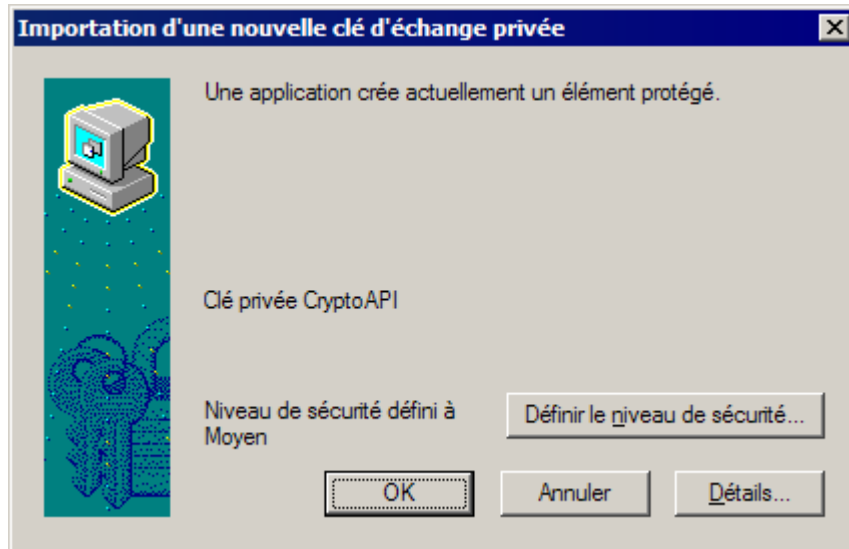 Importation d'une nouvelle clé d'échange privée
Une application crée actuellement un élément protégé.
Clé privée CryptoAPI
Niveau de sécurité défini à
Moyen
Définir le niveau de sécurité...
OK
Annuler
Détails...